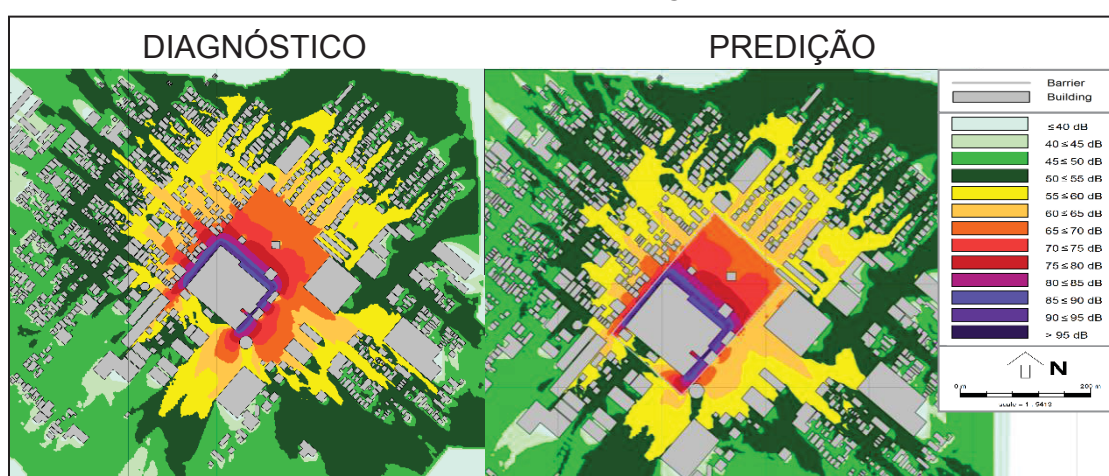 DIAGNÓSTICO
PREDIÇÃO
Barrier
Building
≤40 dB
40≤45 dB
45≤50 dB
50≤55 dB
55≤60 dB
60≤65 dB
65≤70 dB
70≤75 dB
75≤80 dB
80≤85 dB
85≤90 dB
90≤95 dB
> 95 dB
N
0 m 200 m